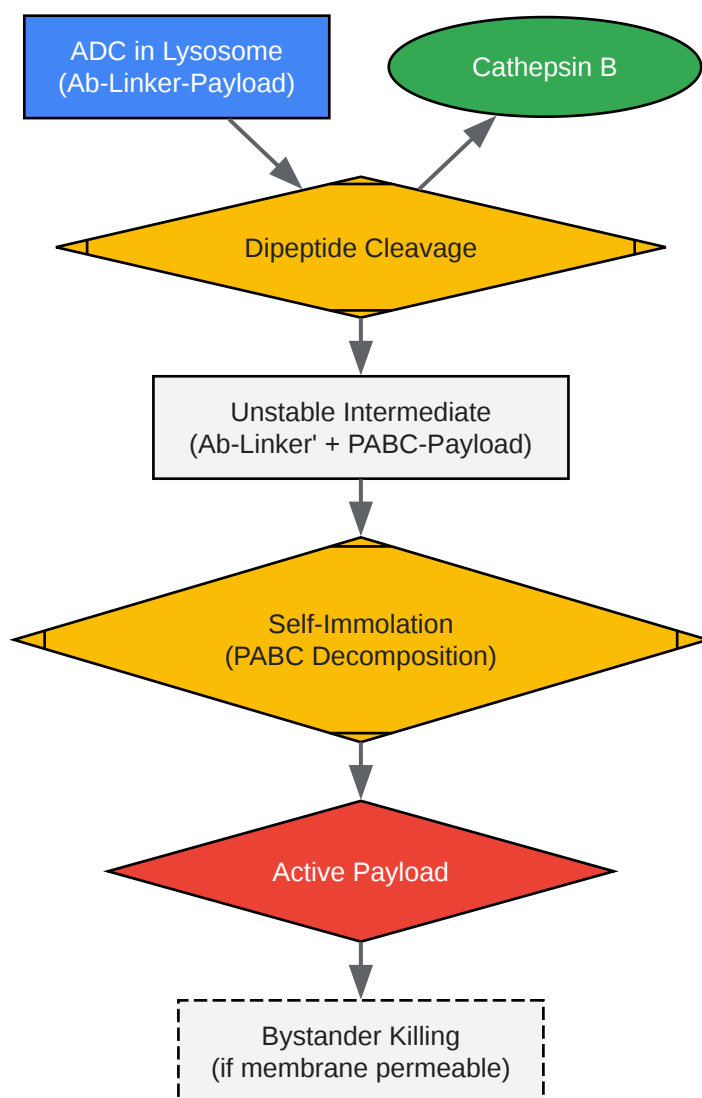 ADC in Lysosome
(Ab-Linker-Payload)
Cathepsin B
Dipeptide Cleavage
Unstable Intermediate
(Ab-Linker' + PABC-Payload)
Self-Immolation
(PABC Decomposition)
Active Payload
Bystander Killing
(if membrane permeable)